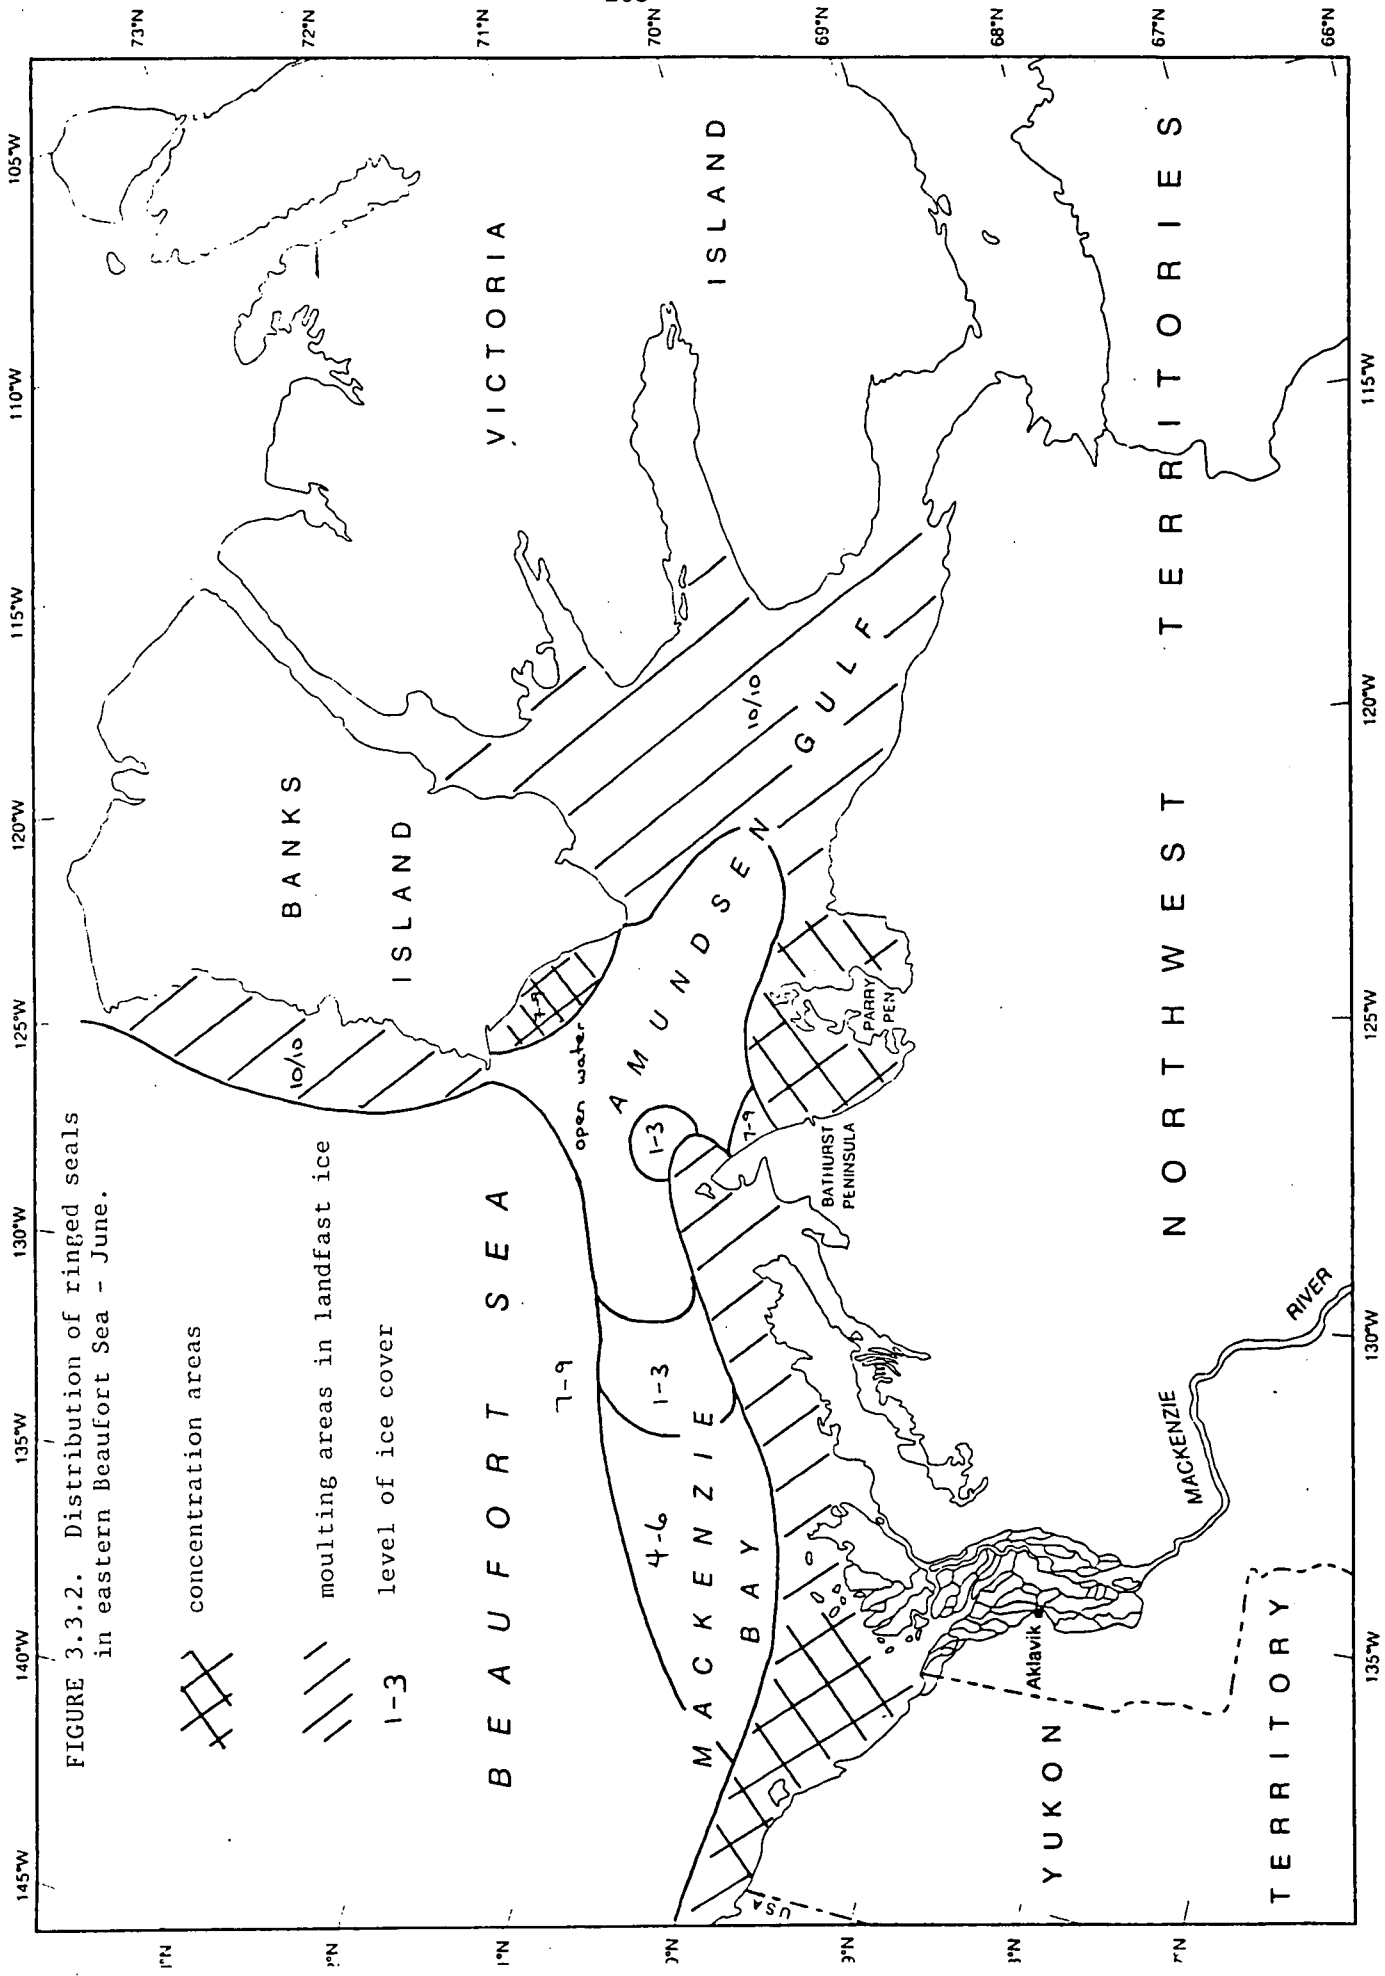 FIGURE 3.3.2. Distribution of ringed seals
in eastern Beaufort Sea - June.
concentration areas
moulting areas in landfast ice
1-3 level of ice cover
145°W
140°W
135°W
130°W
125°W
120°W
115°W
110°W
105°W
73°N
72°N
71°N
70°N
69°N
68°N
67°N
66°N
135°W
130°W
125°W
120°W
115°W
BEAUFORT SEA
7-9
10/10
BANKS
ISLAND
VICTORIA
ISLAND
7-9
open water
AMUNDSEN
GULF
10/10
1-3
1-3
4-6
7-9
MACKENZIE
BAY
BATHURST
PENINSULA
PARRY
PEN
USA
YUKON
TERRITORY
Aklavik
MACKENZIE
RIVER
NORTHWEST TERRITORIES